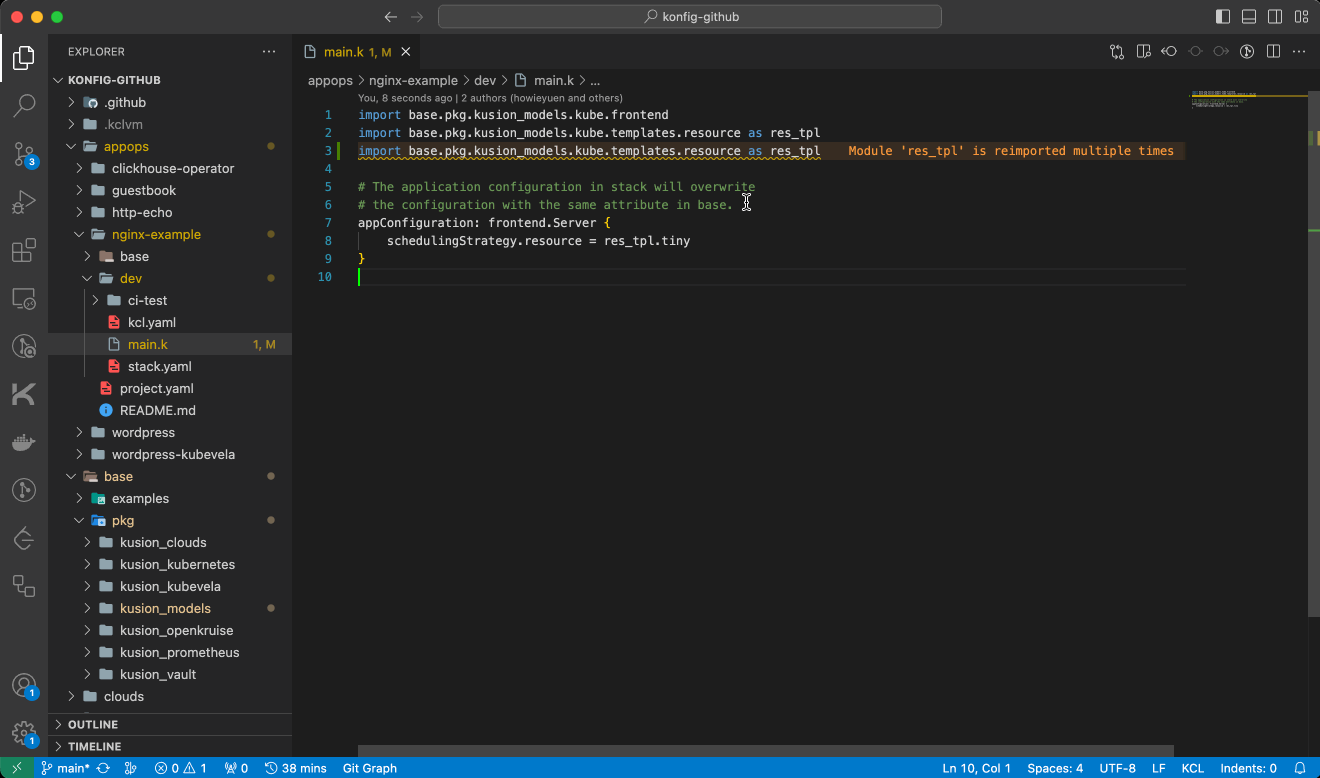 konfig-github
EXPLORER
KONFIG-GITHUB
.github
.kclvm
appops
clickhouse-operator
guestbook
http-echo
nginx-example
base
dev
ci-test
kcl.yaml
main.k 1, M
stack.yaml
project.yaml
README.md
wordpress
wordpress-kubevela
base
examples
pkg
kusion_clouds
kusion_kubernetes
kusion_kubevela
kusion_models
kusion_openkruise
kusion_prometheus
kusion_vault
clouds
OUTLINE
TIMELINE
3
1
1
main.k 1, M
appops > nginx-example > dev > main.k > ...
You, 8 seconds ago | 2 authors (howieyuen and others)
1 import base.pkg.kusion_models.kube.frontend
2 import base.pkg.kusion_models.kube.templates.resource as res_tpl
3 import base.pkg.kusion_models.kube.templates.resource as res_tpl Module 'res_tpl' is reimported multiple times
4
5 # The application configuration in stack will overwrite
6 # the configuration with the same attribute in base.
7 appConfiguration: frontend.Server {
8 schedulingStrategy.resource = res_tpl.tiny
9 }
10
main* 0 1 0 38 mins Git Graph Ln 10, Col 1 Spaces: 4 UTF-8 LF KCL Indents: 0